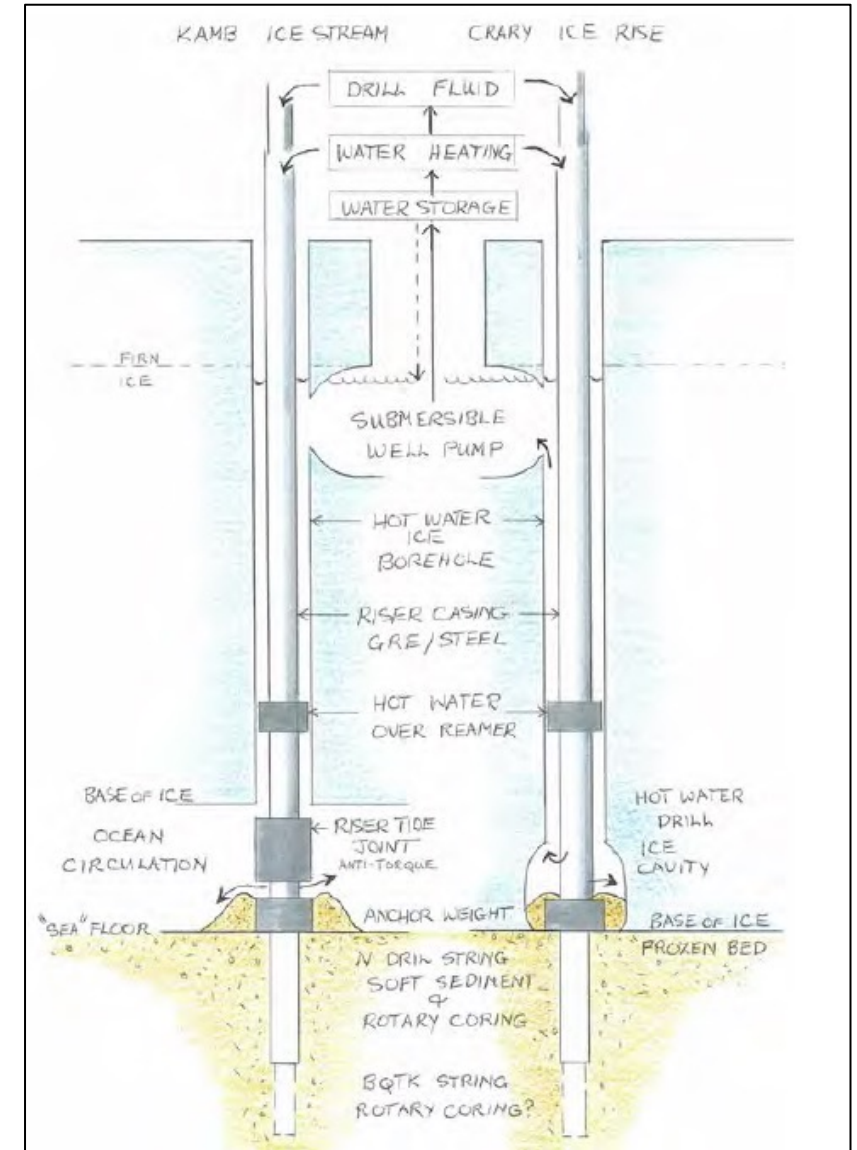 KAMB ICE STREAM
CRARY ICE RISE
DRILL FLUID
WATER HEATING
WATER STORAGE
FIRN
ICE
SUBMERSIBLE
WELL PUMP
HOT WATER
ICE
BOREHOLE
RISER CASING
GRE/STEEL
HOT WATER
OVER REAMER
BASE OF ICE
OCEAN
CIRCULATION
RISER TIDE
JOINT
ANTI-TORQUE
HOT WATER
DRILL
ICE
CAVITY
"SEA" FLOOR
ANCHOR WEIGHT
BASE OF ICE
FROZEN BED
N DRIL STRING
SOFT SEDIMENT
&
ROTARY CORING
BQTK STRING
ROTARY CORING?